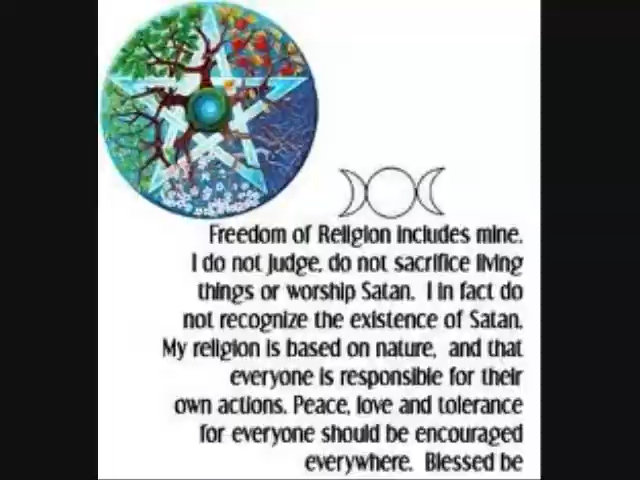 Freedom of Religion includes mine.
I do not judge, do not sacrifice living
things or worship Satan. I in fact do
not recognize the existence of Satan.
My religion is based on nature, and that
everyone is responsible for their
own actions. Peace, love and tolerance
for everyone should be encouraged
everywhere. Blessed be